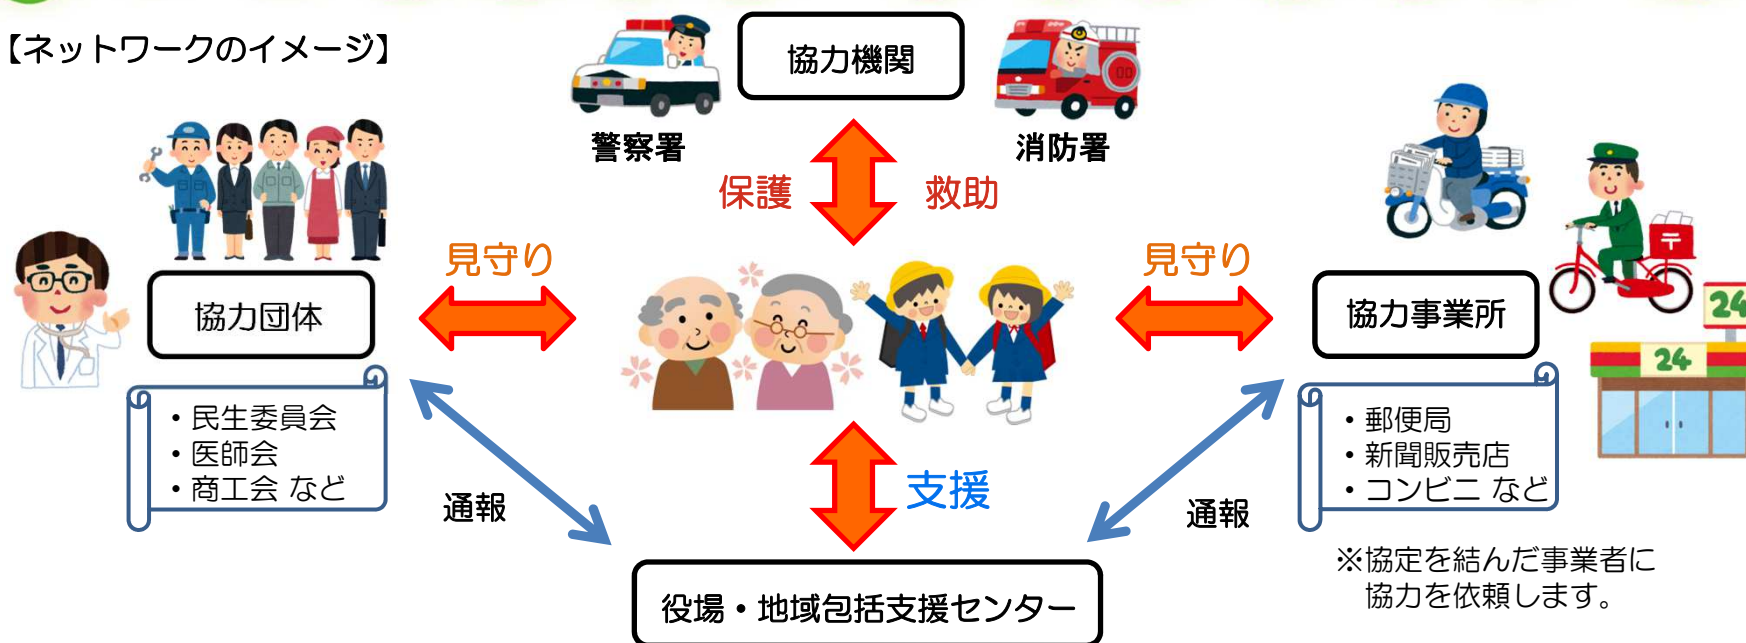 【ネットワークのイメージ】
協力機関
警察署
消防署
保護
救助
見守り
見守り
協力団体
協力事業所
24
24
・民生委員会
・医師会
・商工会 など
・郵便局
・新聞販売店
・コンビニ など
支援
通報
通報
※協定を結んだ事業者に
協力を依頼します。
役場・地域包括支援センター